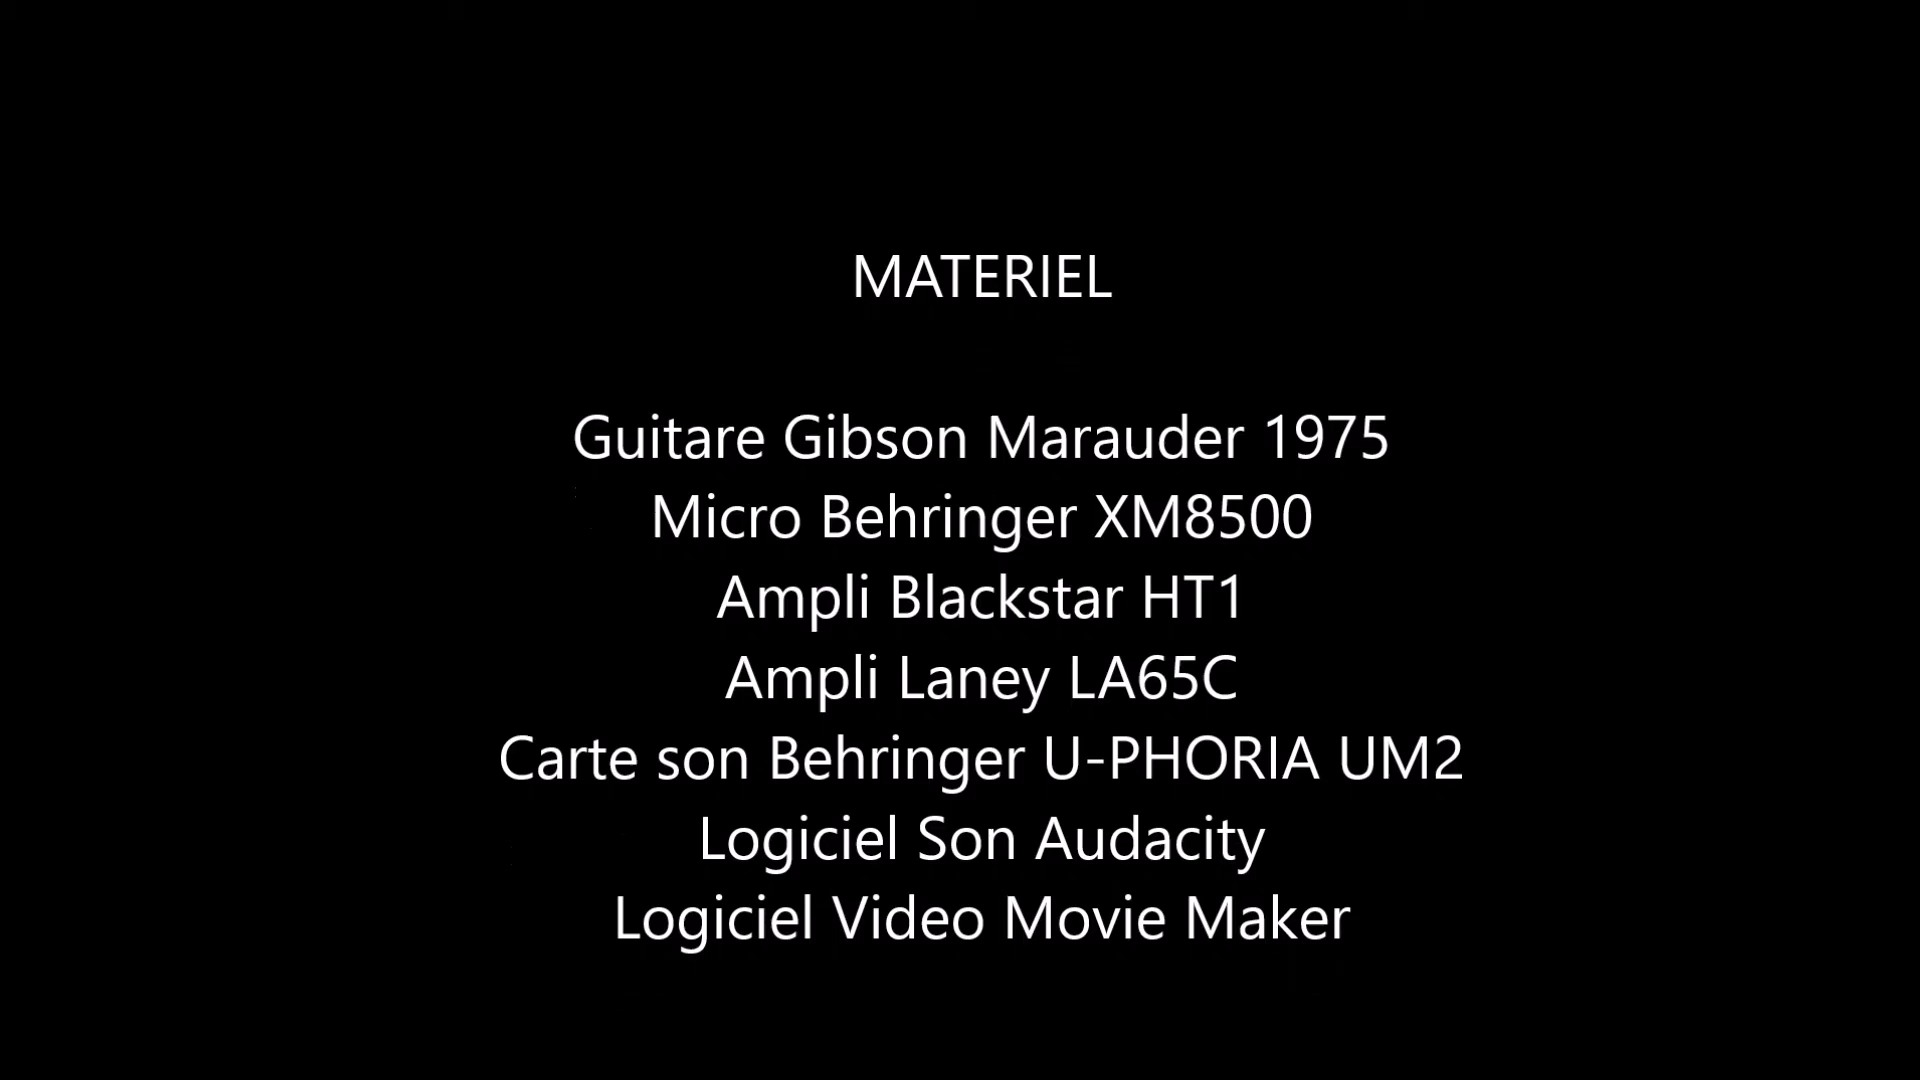 MATERIEL
Guitare Gibson Marauder 1975
Micro Behringer XM8500
Ampli Blackstar HT1
Ampli Laney LA65C
Carte son Behringer U-PHORIA UM2
Logiciel Son Audacity
Logiciel Video Movie Maker